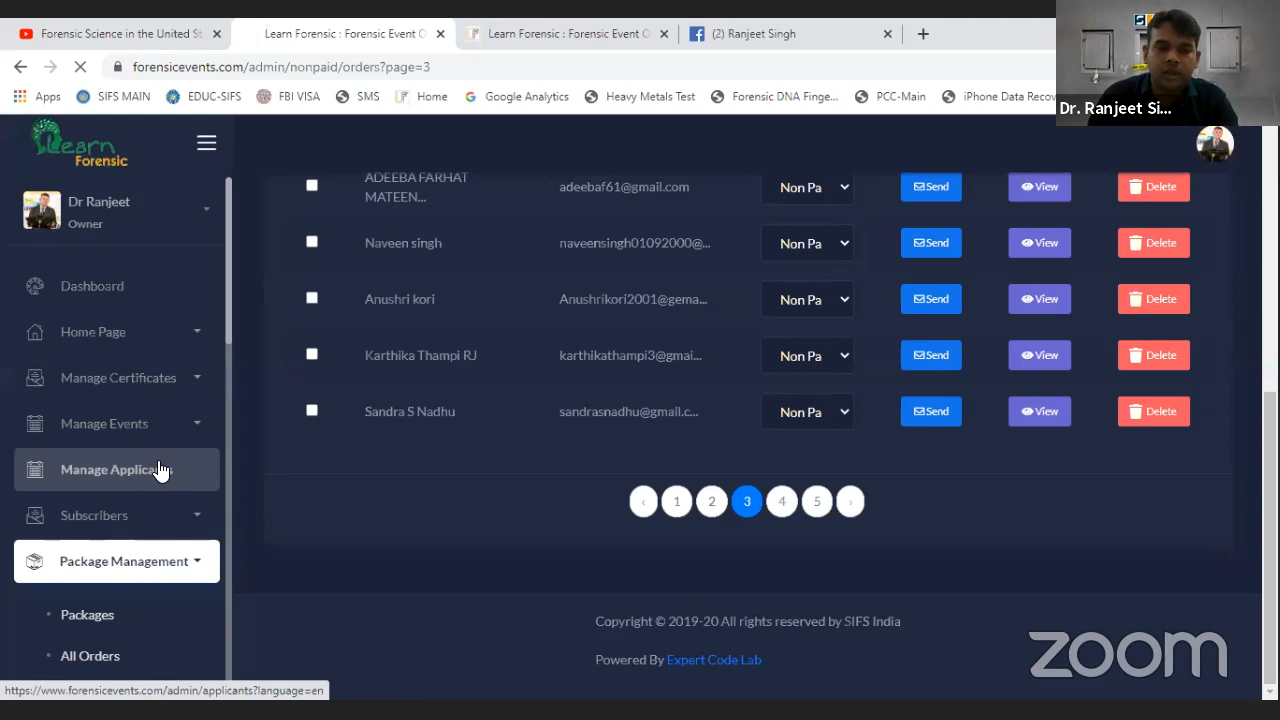 Forensic Science in the United St
Learn Forensic : Forensic Event O
Learn Forensic : Forensic Event O
(2) Ranjeet Singh
forensicevents.com/admin/nonpaid/orders?page=3
Apps
SIFS MAIN
EDUC-SIFS
FBI VISA
SMS
Home
Google Analytics
Heavy Metals Test
Forensic DNA Finge...
PCC-Main
iPhone Data Reco
Dr. Ranjeet Si...
Learn
Forensic
Dr Ranjeet
Owner
Dashboard
Home Page
Manage Certificates
Manage Events
Manage Applicants
Subscribers
Package Management
Packages
All Orders
ADEEBA FARHAT
MATEEN...
adeebaf61@gmail.com
Non Pa
Send
View
Delete
Naveen singh
naveensingh01092000@...
Non Pa
Send
View
Delete
Anushri kori
Anushrikori2001@gema...
Non Pa
Send
View
Delete
Karthika Thampi RJ
karthikathampi3@gmai...
Non Pa
Send
View
Delete
Sandra S Nadhu
sandrasnadhu@gmail.c...
Non Pa
Send
View
Delete
‹ 1 2 3 4 5 ›
Copyright © 2019-20 All rights reserved by SIFS India
Powered By Expert Code Lab
zoom
https://www.forensicevents.com/admin/applicants?language=en